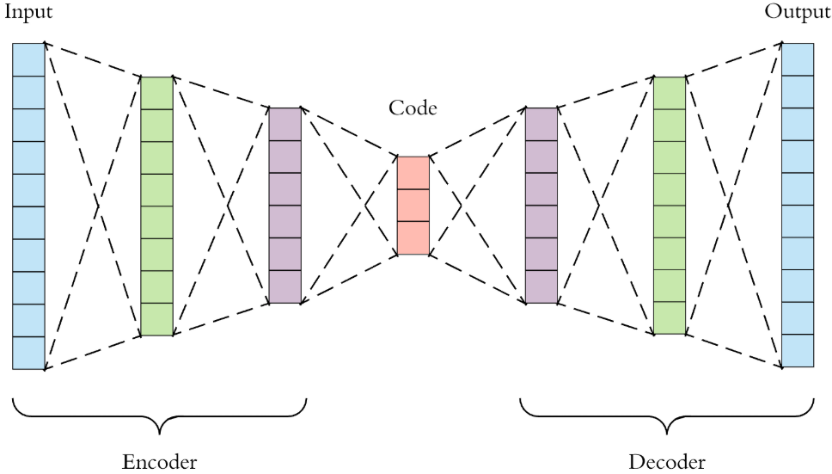 Input
Output
Code
Encoder
Decoder